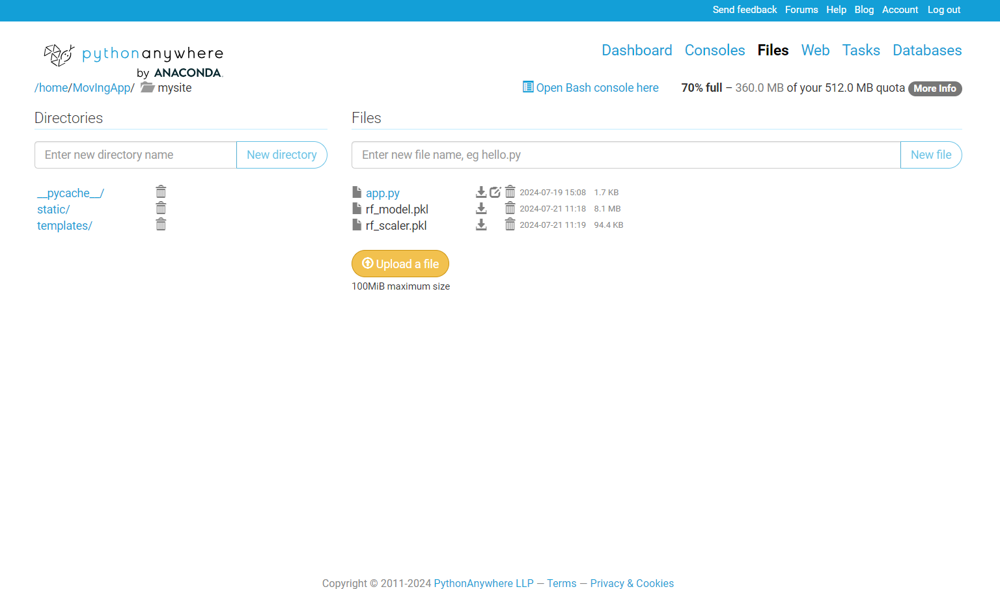 Send feedback Forums Help Blog Account Log out
pythonanywhere
by ANACONDA.
Dashboard Consoles Files Web Tasks Databases
/home/MovIngApp/ mysite
Open Bash console here 70% full – 360.0 MB of your 512.0 MB quota More Info
Directories
Enter new directory name New directory
__pycache__/
static/
templates/
Files
Enter new file name, eg hello.py New file
app.py 2024-07-19 15:08 1.7 KB
rf_model.pkl 2024-07-21 11:18 8.1 MB
rf_scaler.pkl 2024-07-21 11:19 94.4 KB
Upload a file
100MiB maximum size
Copyright © 2011-2024 PythonAnywhere LLP — Terms — Privacy & Cookies